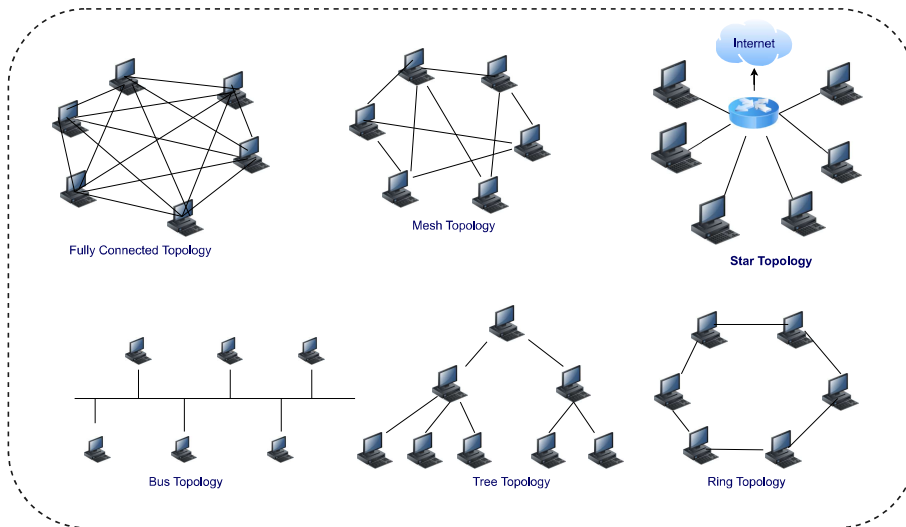 Internet
Fully Connected Topology
Mesh Topology
Star Topology
Bus Topology
Tree Topology
Ring Topology